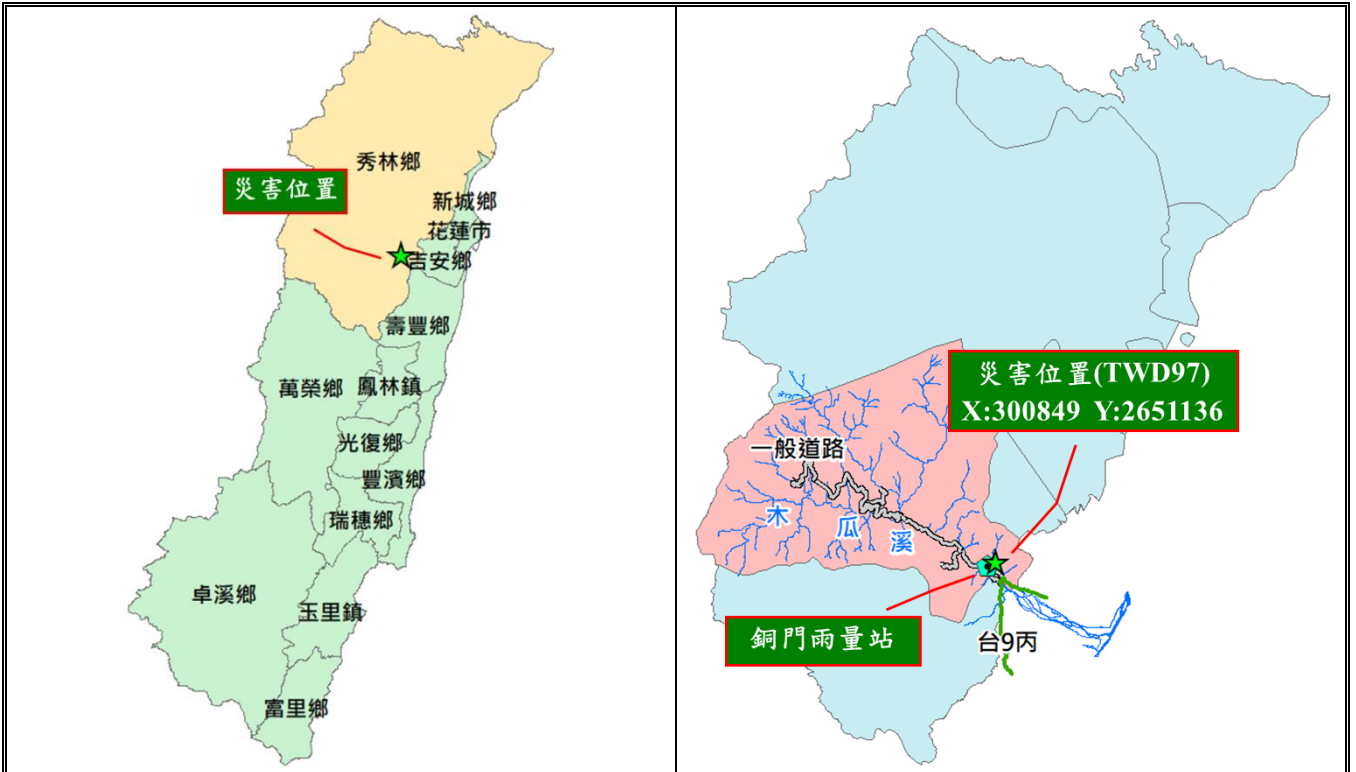 秀林鄉
災害位置
新城鄉
花蓮市
吉安鄉
壽豐鄉
萬榮鄉
鳳林鎮
光復鄉
豐濱鄉
瑞穗鄉
卓溪鄉
玉里鎮
富里鄉
災害位置(TWD97)
X:300849 Y:2651136
一般道路
木瓜溪
銅門雨量站
台9丙